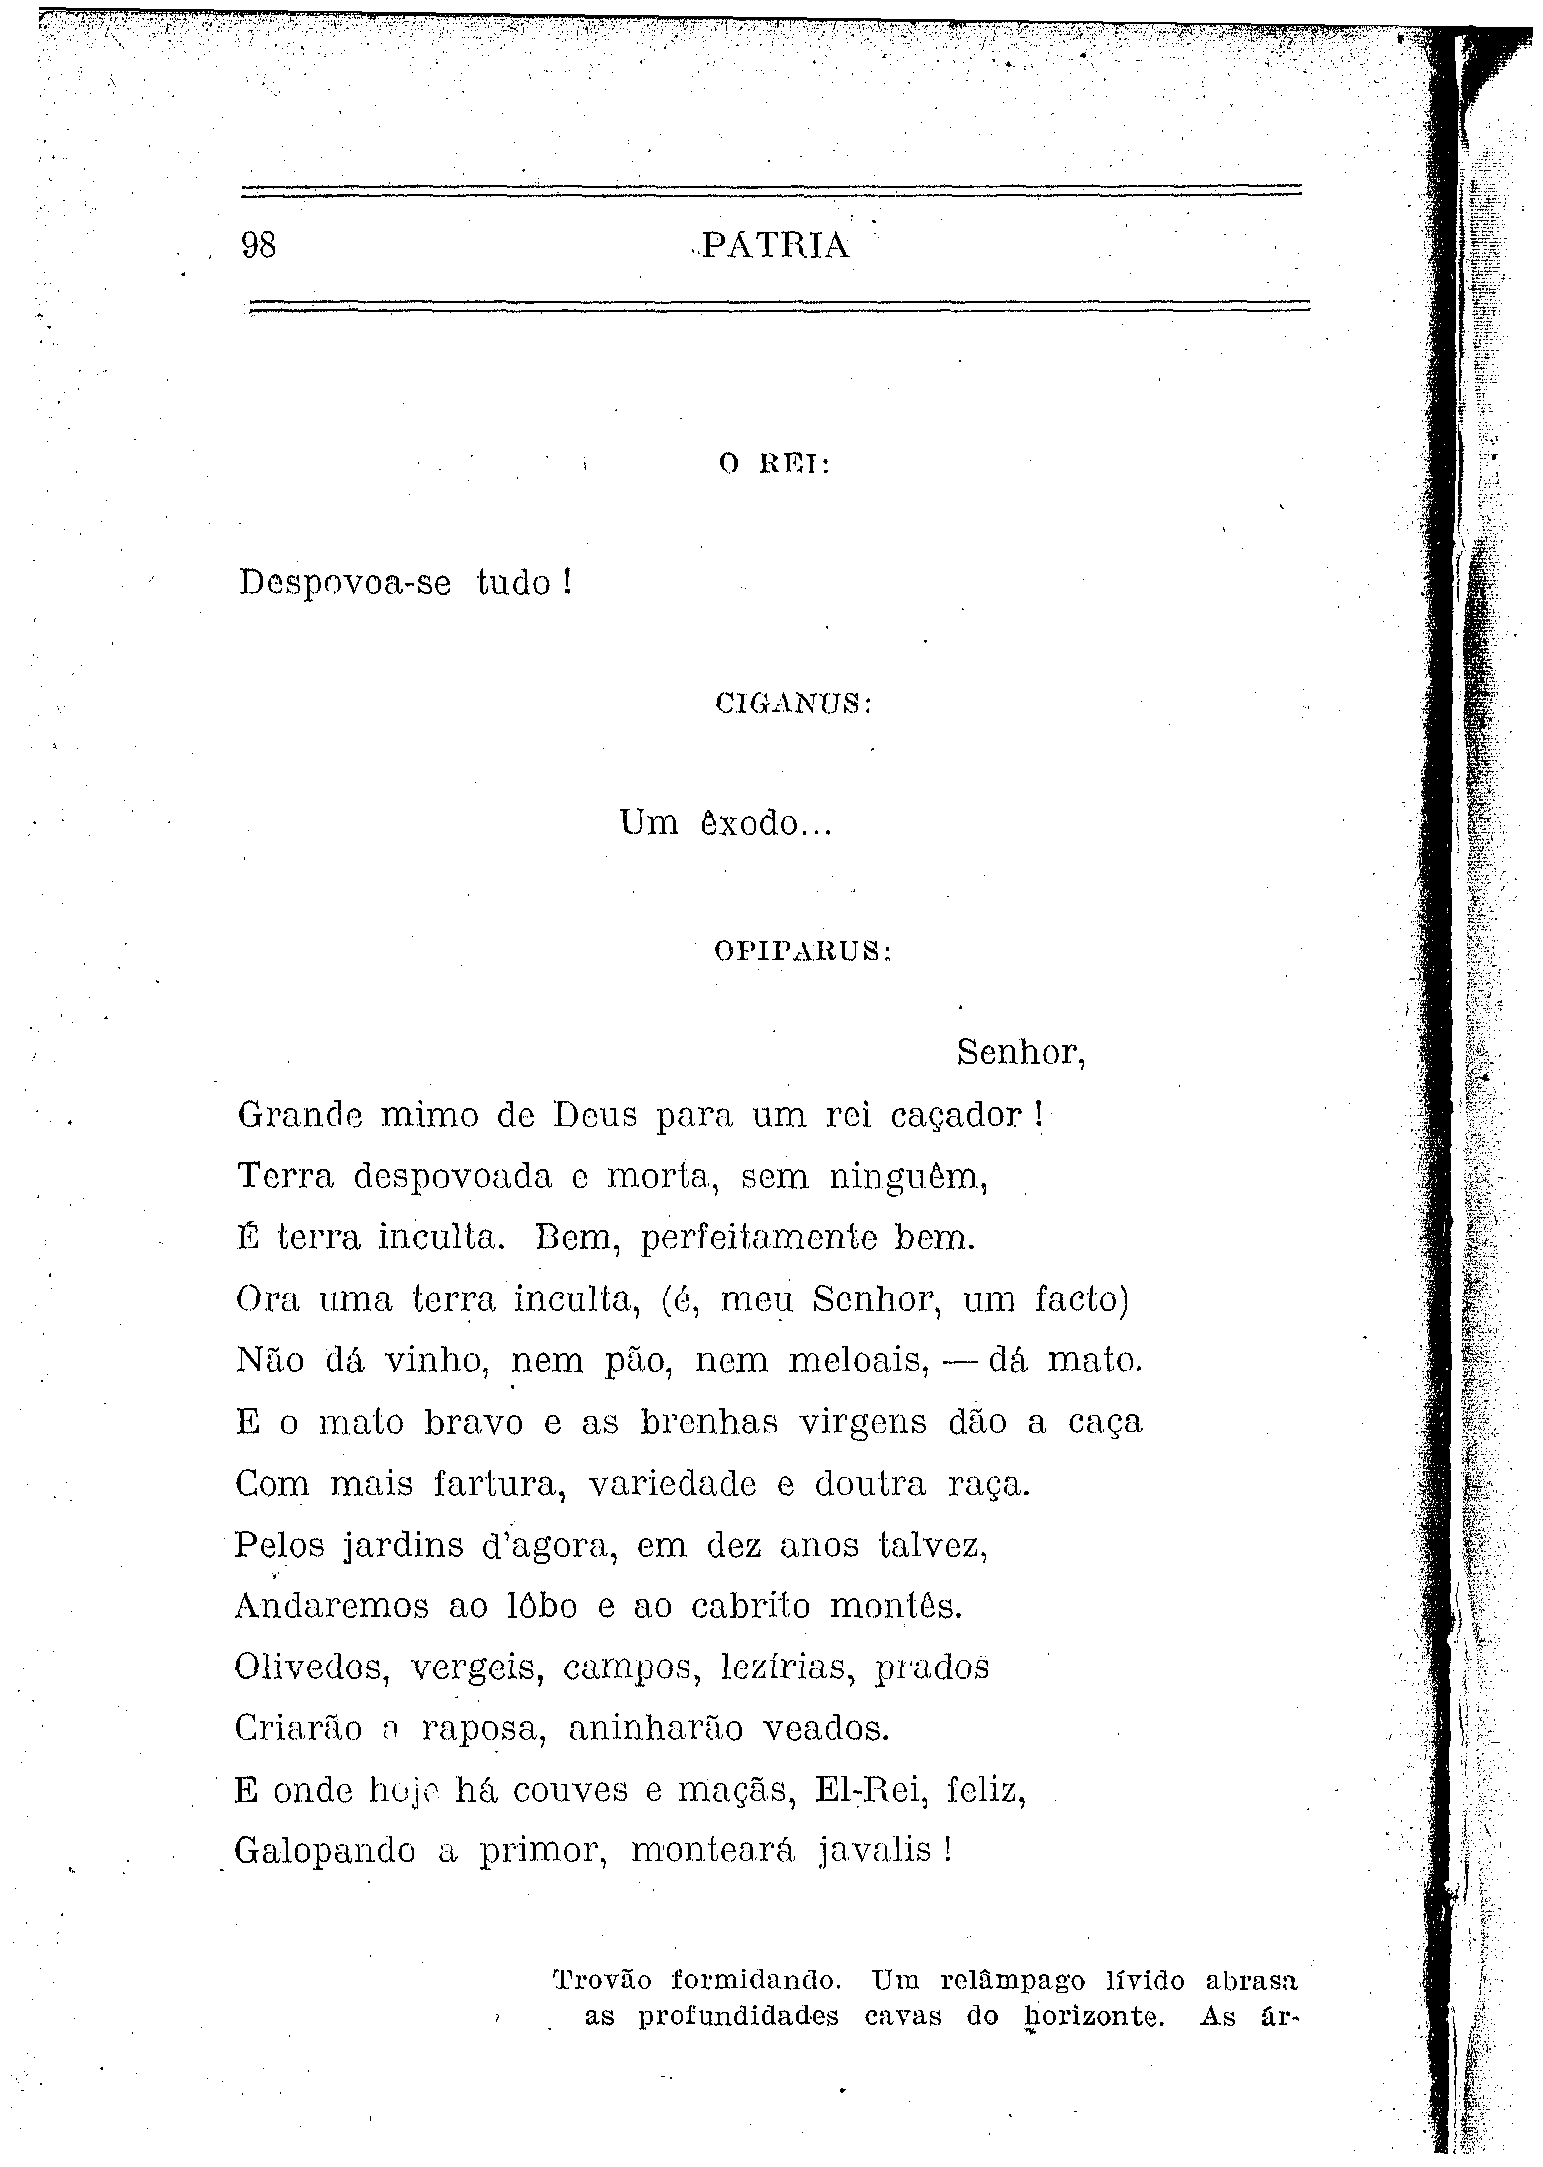 98
PÁTRIA
O REI:
Despovoa-se tudo !
CIGANUS:
Um êxodo...
OPIPARUS:
Senhor,
Grande mimo de Deus para um rei caçador !
Terra despovoada e morta, sem ninguêm,
É terra inculta. Bem, perfeitamente bem.
Ora uma terra inculta, (é, meu Senhor, um facto)
Não dá vinho, nem pão, nem meloais, — dá mato.
E o mato bravo e as brenhas virgens dão a caça
Com mais fartura, variedade e doutra raça.
Pelos jardins d'agora, em dez anos talvez,
Andaremos ao lôbo e ao cabrito montês.
Olivedos, vergeis, campos, lezírias, prados
Criarão a raposa, aninharão veados.
E onde hoje há couves e maçãs, El-Rei, feliz,
Galopando a primor, monteará javalis !
Trovão formidando. Um relâmpago lívido abrasa
as profundidades cavas do horizonte. As ár-